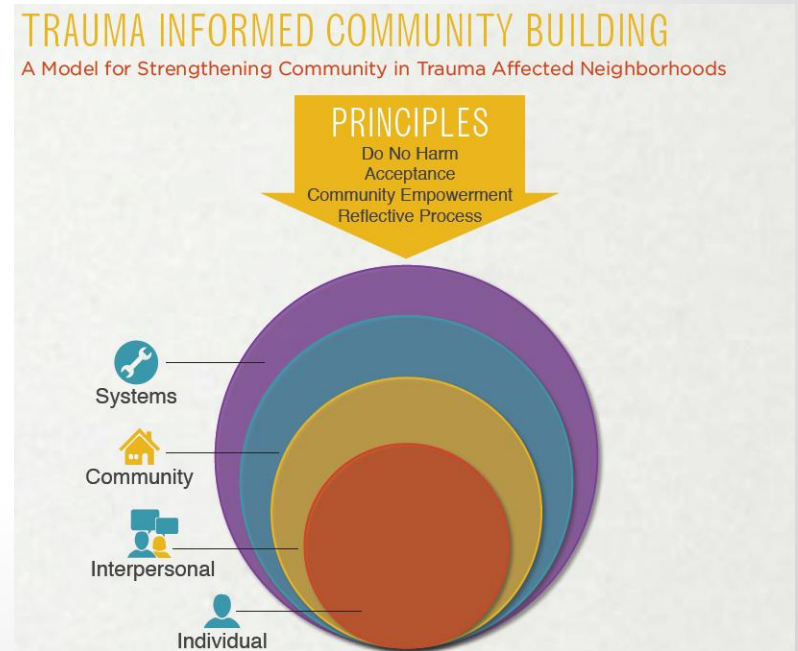 TRAUMA INFORMED COMMUNITY BUILDING
A Model for Strengthening Community in Trauma Affected Neighborhoods
PRINCIPLES
Do No Harm
Acceptance
Community Empowerment
Reflective Process
Systems
Community
Interpersonal
Individual